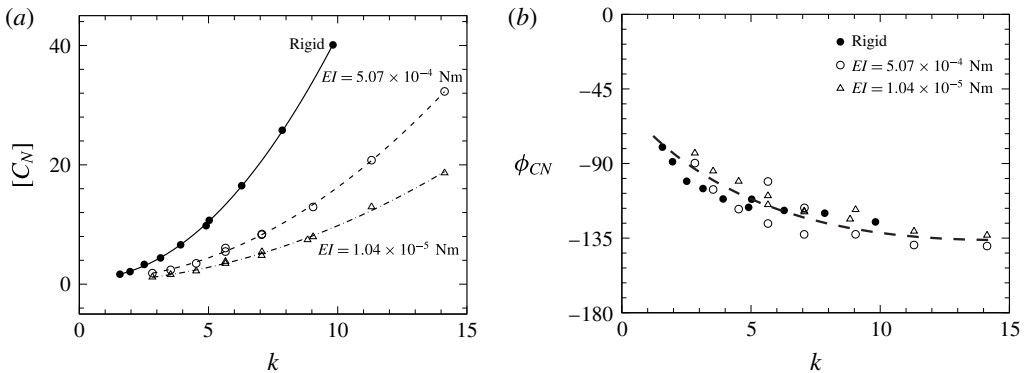 (a)
40
20
0
[C_N]
Rigid
EI = 5.07 × 10⁻⁴ Nm
EI = 1.04 × 10⁻⁵ Nm
0 5 10 15
k
(b)
0
−45
−90
−135
−180
ϕ_CN
Rigid
EI = 5.07 × 10⁻⁴ Nm
EI = 1.04 × 10⁻⁵ Nm
0 5 10 15
k